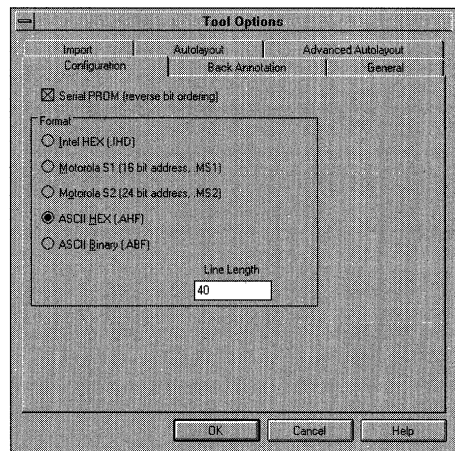 Tool Options
Import Autolayout Advanced Autolayout
Configuration Back Annotation General
Serial PROM (reverse bit ordering)
Format
Intel HEX (.IHD)
Motorola S1 (16 bit address, .MS1)
Motorola S2 (24 bit address, .MS2)
ASCII HEX (.AHF)
ASCII Binary (.ABF)
Line Length
40
OK Cancel Help